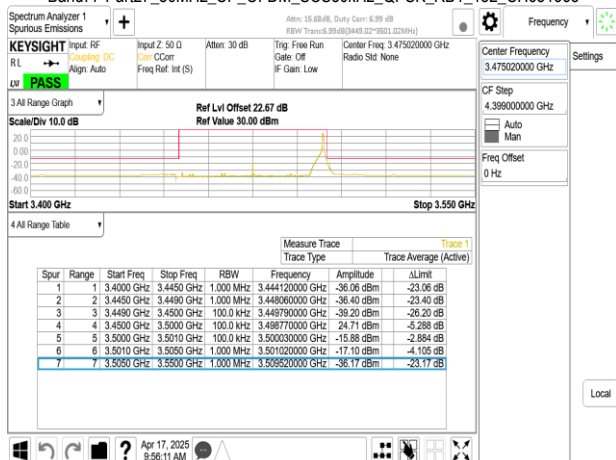 Spectrum Analyzer 1
Spurious Emissions
Attn: 15.68dB, Duty Corr: 6.99 dB
RBW Trans:6.99dB(3449.02~3501.02MHz)
Frequency
KEYSIGHT
Input: RF
Coupling: DC
Align: Auto
Input Z: 50 Ω
Corr CCorr
Freq Ref: Int (S)
Atten: 30 dB
Trig: Free Run
Gate: Off
IF Gain: Low
Center Freq: 3.475020000 GHz
Radio Std: None
RL
LXI PASS
Center Frequency
3.475020000 GHz
Settings
CF Step
4.399000000 GHz
Auto
Man
Freq Offset
0 Hz
3 All Range Graph
Scale/Div 10.0 dB
Ref Lvl Offset 22.67 dB
Ref Value 30.00 dBm
20.0
0.00
-20.0
-40.0
-60.0
Start 3.400 GHz
Stop 3.550 GHz
4 All Range Table
Measure Trace Trace 1
Trace Type Trace Average (Active)
Spur Range Start Freq Stop Freq RBW Frequency Amplitude ΔLimit
1 1 3.4000 GHz 3.4450 GHz 1.000 MHz 3.444120000 GHz -36.06 dBm -23.06 dB
2 2 3.4450 GHz 3.4490 GHz 1.000 MHz 3.448060000 GHz -36.40 dBm -23.40 dB
3 3 3.4490 GHz 3.4500 GHz 100.0 kHz 3.449790000 GHz -39.20 dBm -26.20 dB
4 4 3.4500 GHz 3.5000 GHz 100.0 kHz 3.498770000 GHz 24.71 dBm -5.288 dB
5 5 3.5000 GHz 3.5010 GHz 100.0 kHz 3.500030000 GHz -15.88 dBm -2.884 dB
6 6 3.5010 GHz 3.5050 GHz 1.000 MHz 3.501020000 GHz -17.10 dBm -4.105 dB
7 7 3.5050 GHz 3.5500 GHz 1.000 MHz 3.509520000 GHz -36.17 dBm -23.17 dB
Local
Apr 17, 2025
9:56:11 AM